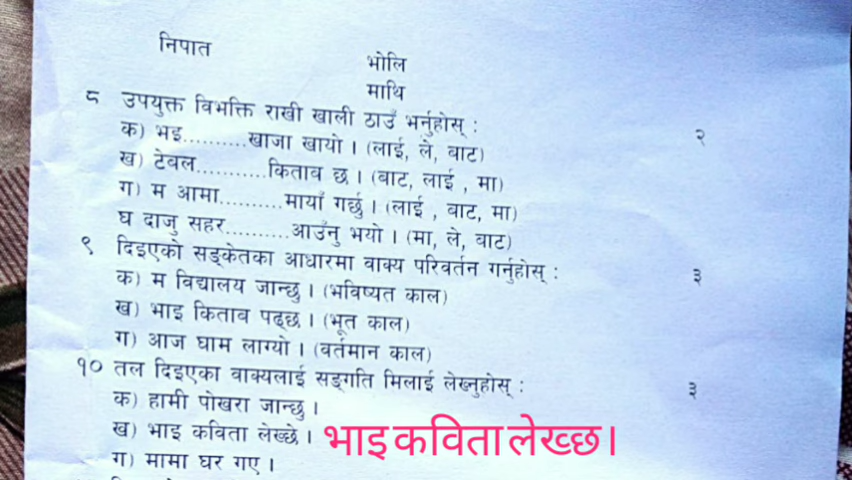 निपात
भोलि
माथि
८ उपयुक्त विभक्ति राखी खाली ठाउँ भर्नुहोस् : २
क) भइ..........खाजा खायो । (लाई, ले, बाट)
ख) टेबल...........किताब छ । (बाट, लाई , मा)
ग) म आमा..........मायाँ गर्छु । (लाई , बाट, मा)
घ दाजु सहर..........आउँनु भयो । (मा, ले, बाट)
९ दिइएको सङ्केतका आधारमा वाक्य परिवर्तन गर्नुहोस् : ३
क) म विद्यालय जान्छु । (भविष्यत काल)
ख) भाइ किताब पढ्छ । (भूत काल)
ग) आज घाम लाग्यो । (वर्तमान काल)
१० तल दिइएका वाक्यलाई सङ्गति मिलाई लेख्नुहोस् : ३
क) हामी पोखरा जान्छु ।
ख) भाइ कविता लेख्छे । भाइ कविता लेख्छ।
ग) मामा घर गए ।